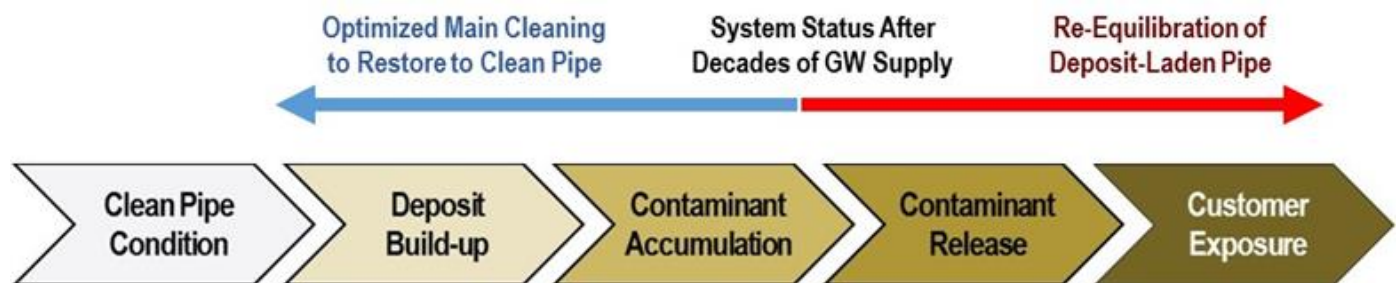 Optimized Main Cleaning
to Restore to Clean Pipe
System Status After
Decades of GW Supply
Re-Equilibration of
Deposit-Laden Pipe
Clean Pipe
Condition
Deposit
Build-up
Contaminant
Accumulation
Contaminant
Release
Customer
Exposure